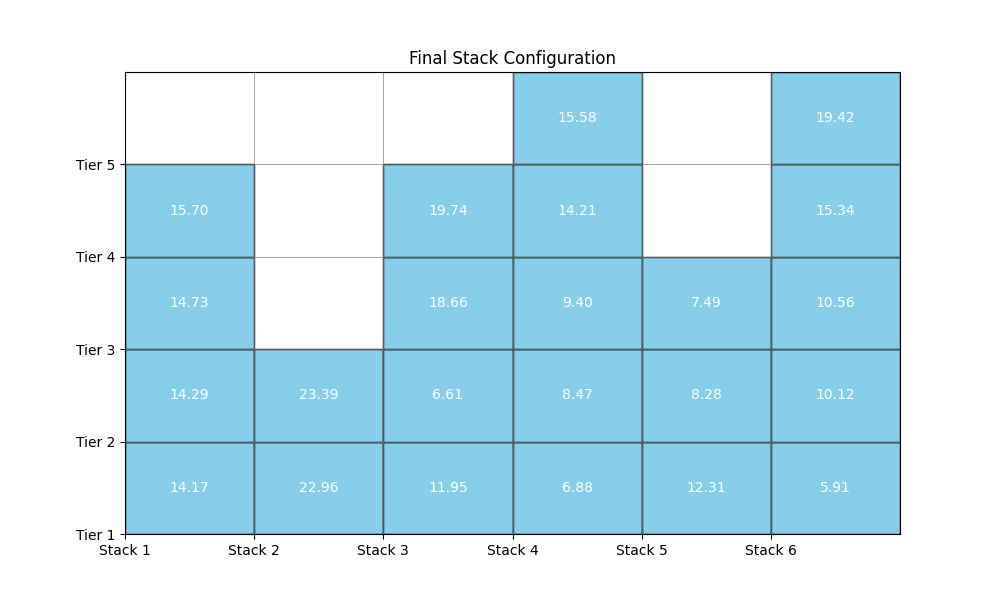 Final Stack Configuration
15.58 19.42
Tier 5
15.70 19.74 14.21 15.34
Tier 4
14.73 18.66 9.40 7.49 10.56
Tier 3
14.29 23.39 6.61 8.47 8.28 10.12
Tier 2
14.17 22.96 11.95 6.88 12.31 5.91
Tier 1
Stack 1 Stack 2 Stack 3 Stack 4 Stack 5 Stack 6